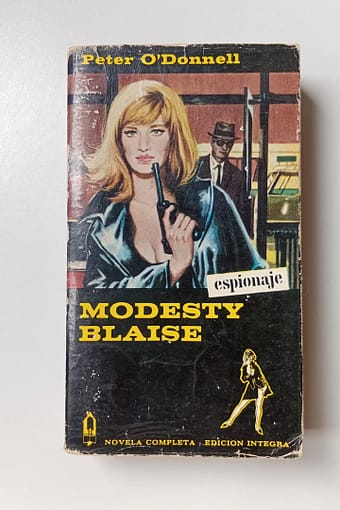 Peter O'Donnell
espionaje
MODESTY
BLAISE
NOVELA COMPLETA . EDICION INTEGRA